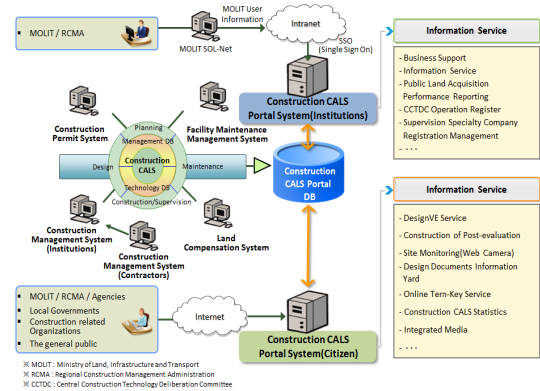 MOLIT / RCMA
MOLIT User
Information
MOLIT SOL-Net
Intranet
SSO
(Single Sign On)
Construction CALS
Portal System(Institutions)
Information Service
- Business Support
- Information Service
- Public Land Acquisition
Performance Reporting
- CCTDC Operation Register
- Supervision Specialty Company
Registration Management
- ····
Construction
Permit System
Facility Maintenance
Management System
Planning
Management DB
Design
Construction
CALS
Maintenance
Technology DB
Construction/Supervision
Construction
CALS Portal
DB
Construction
Management System
(Institutions)
Construction
Management System
(Contractors)
Land
Compensation System
Information Service
- DesignVE Service
- Construction of Post-evaluation
- Site Monitoring(Web Camera)
- Design Documents Information
Yard
- Online Tern-Key Service
- Construction CALS Statistics
- Integrated Media
- ····
MOLIT / RCMA / Agencies
Local Governments
Construction related
Organizations
The general public
Internet
Construction CALS
Portal System(Citizen)
※ MOLIT : Ministry of Land, Infrastructure and Transport
※ RCMA : Regional Construction Management Administration
※ CCTDC : Central Construction Technology Deliberation Committee